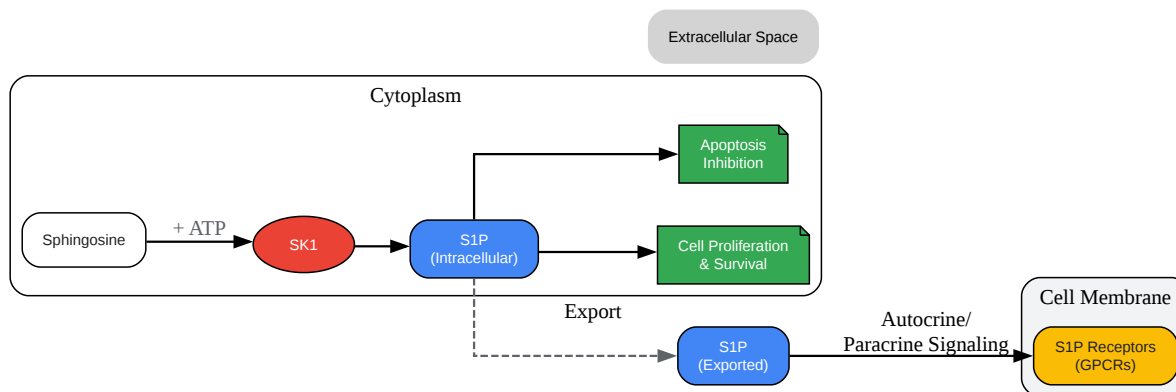 Extracellular Space
Cytoplasm
Apoptosis
Inhibition
+ ATP
Sphingosine
SK1
S1P
(Intracellular)
Cell Proliferation
& Survival
Export
Cell Membrane
Autocrine/
Paracrine Signaling
S1P
(Exported)
S1P Receptors
(GPCRs)